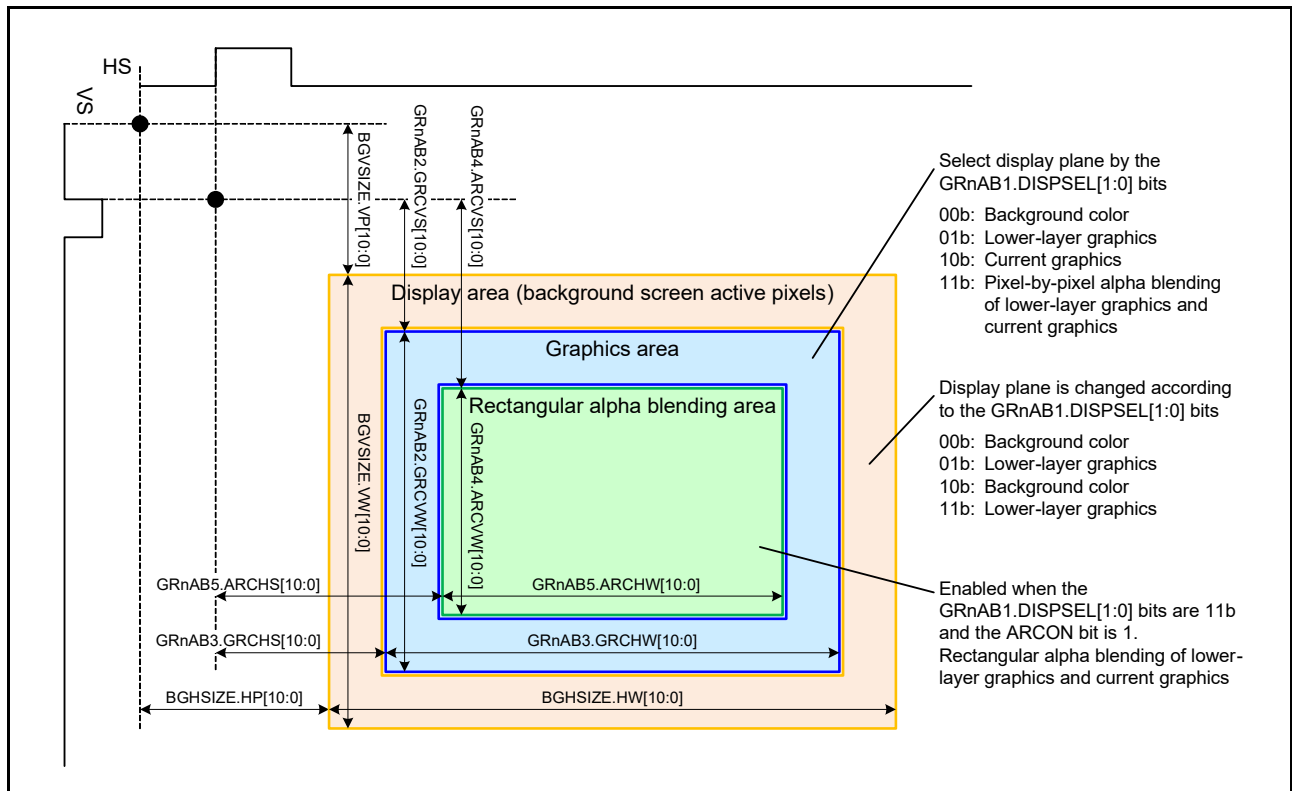 HS
VS
BGVSIZE.VP[10:0]
GRnAB2.GRCVS[10:0]
GRnAB4.ARCVS[10:0]
Select display plane by the
GRnAB1.DISPSEL[1:0] bits
00b: Background color
01b: Lower-layer graphics
10b: Current graphics
11b: Pixel-by-pixel alpha blending
of lower-layer graphics and
current graphics
Display area (background screen active pixels)
Graphics area
Rectangular alpha blending area
BGVSIZE.VW[10:0]
GRnAB2.GRCVW[10:0]
GRnAB4.ARCVW[10:0]
Display plane is changed according
to the GRnAB1.DISPSEL[1:0] bits
00b: Background color
01b: Lower-layer graphics
10b: Background color
11b: Lower-layer graphics
GRnAB5.ARCHS[10:0]
GRnAB5.ARCHW[10:0]
GRnAB3.GRCHS[10:0]
GRnAB3.GRCHW[10:0]
BGHSIZE.HP[10:0]
BGHSIZE.HW[10:0]
Enabled when the
GRnAB1.DISPSEL[1:0] bits are 11b
and the ARCON bit is 1.
Rectangular alpha blending of lower-
layer graphics and current graphics